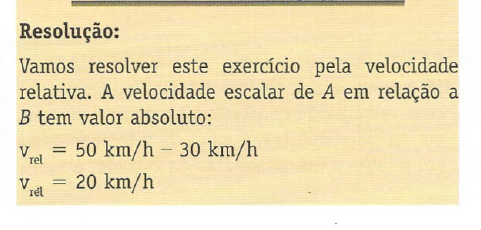 Resolução:
Vamos resolver este exercício pela velocidade
relativa. A velocidade escalar de A em relação a
B tem valor absoluto:
v_rel = 50 km/h – 30 km/h
v_rel = 20 km/h